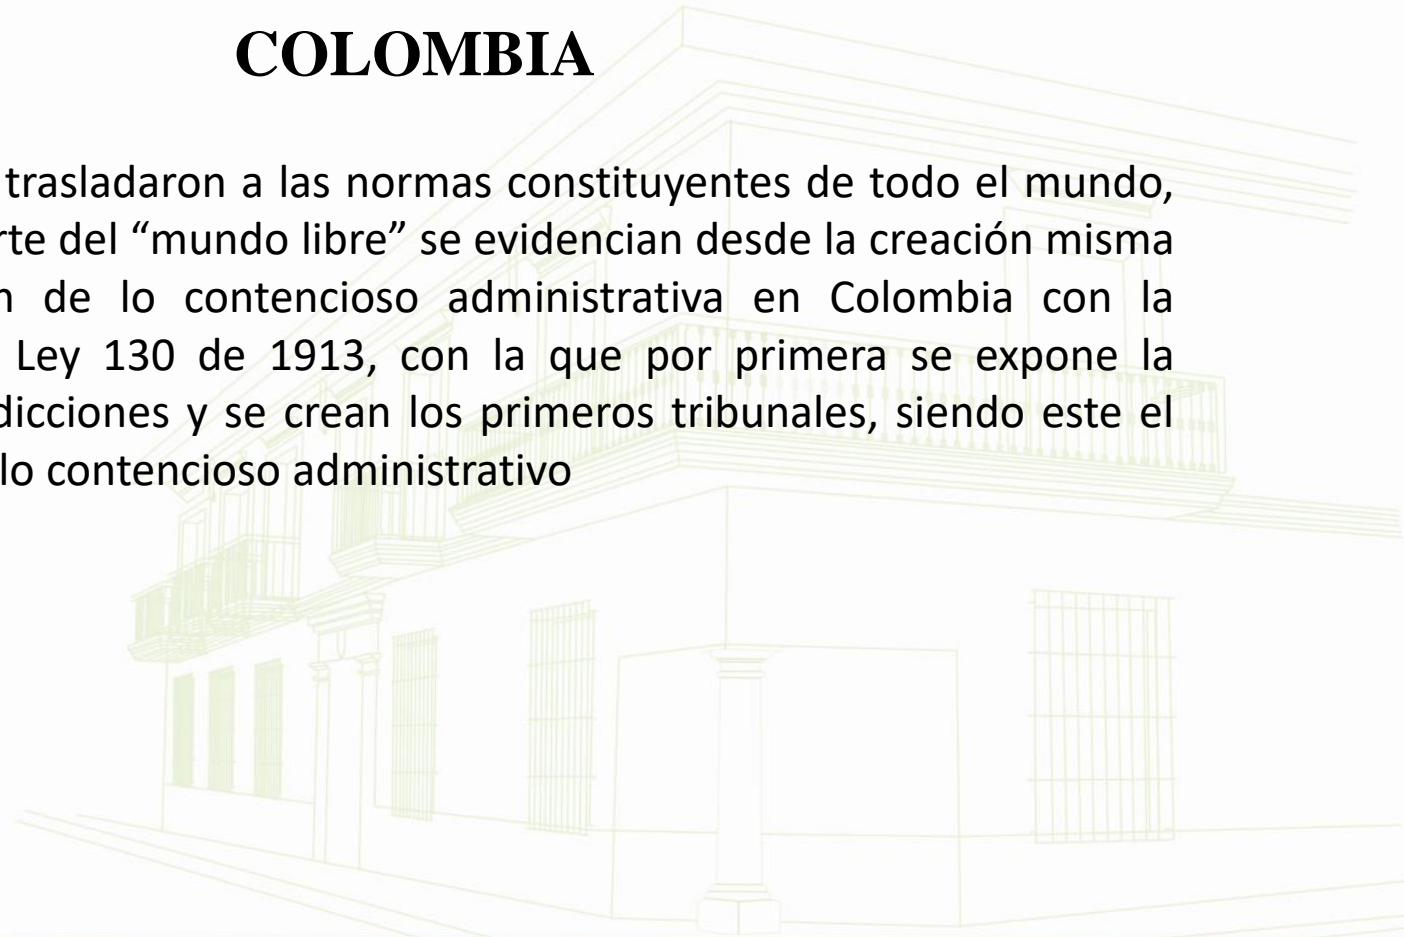 COLOMBIA
trasladaron a las normas constituyentes de todo el mundo,
del “mundo libre” se evidencian desde la creación misma
de lo contencioso administrativa en Colombia con la
Ley 130 de 1913, con la que por primera se expone la
y se crean los primeros tribunales, siendo este el
lo contencioso administrativo